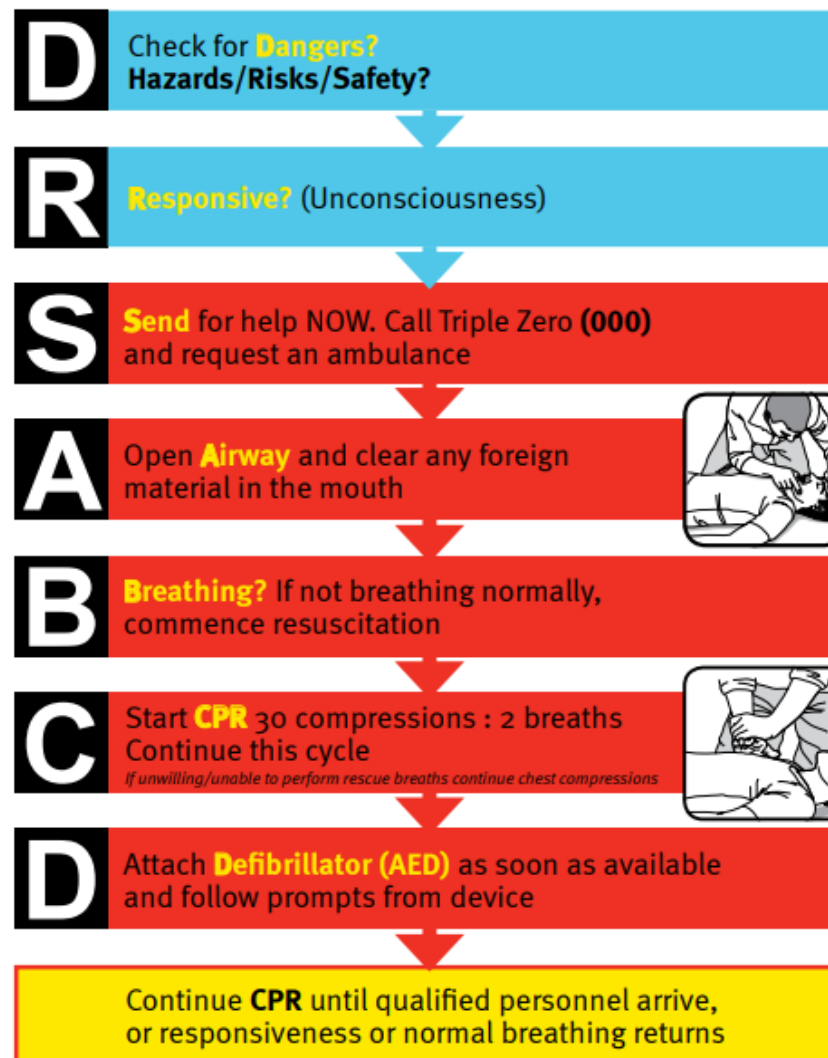 D
Check for Dangers?
Hazards/Risks/Safety?
R
Responsive? (Unconsciousness)
S
Send for help NOW. Call Triple Zero (000)
and request an ambulance
A
Open Airway and clear any foreign
material in the mouth
B
Breathing? If not breathing normally,
commence resuscitation
C
Start CPR 30 compressions : 2 breaths
Continue this cycle
If unwilling/unable to perform rescue breaths continue chest compressions
D
Attach Defibrillator (AED) as soon as available
and follow prompts from device
Continue CPR until qualified personnel arrive,
or responsiveness or normal breathing returns